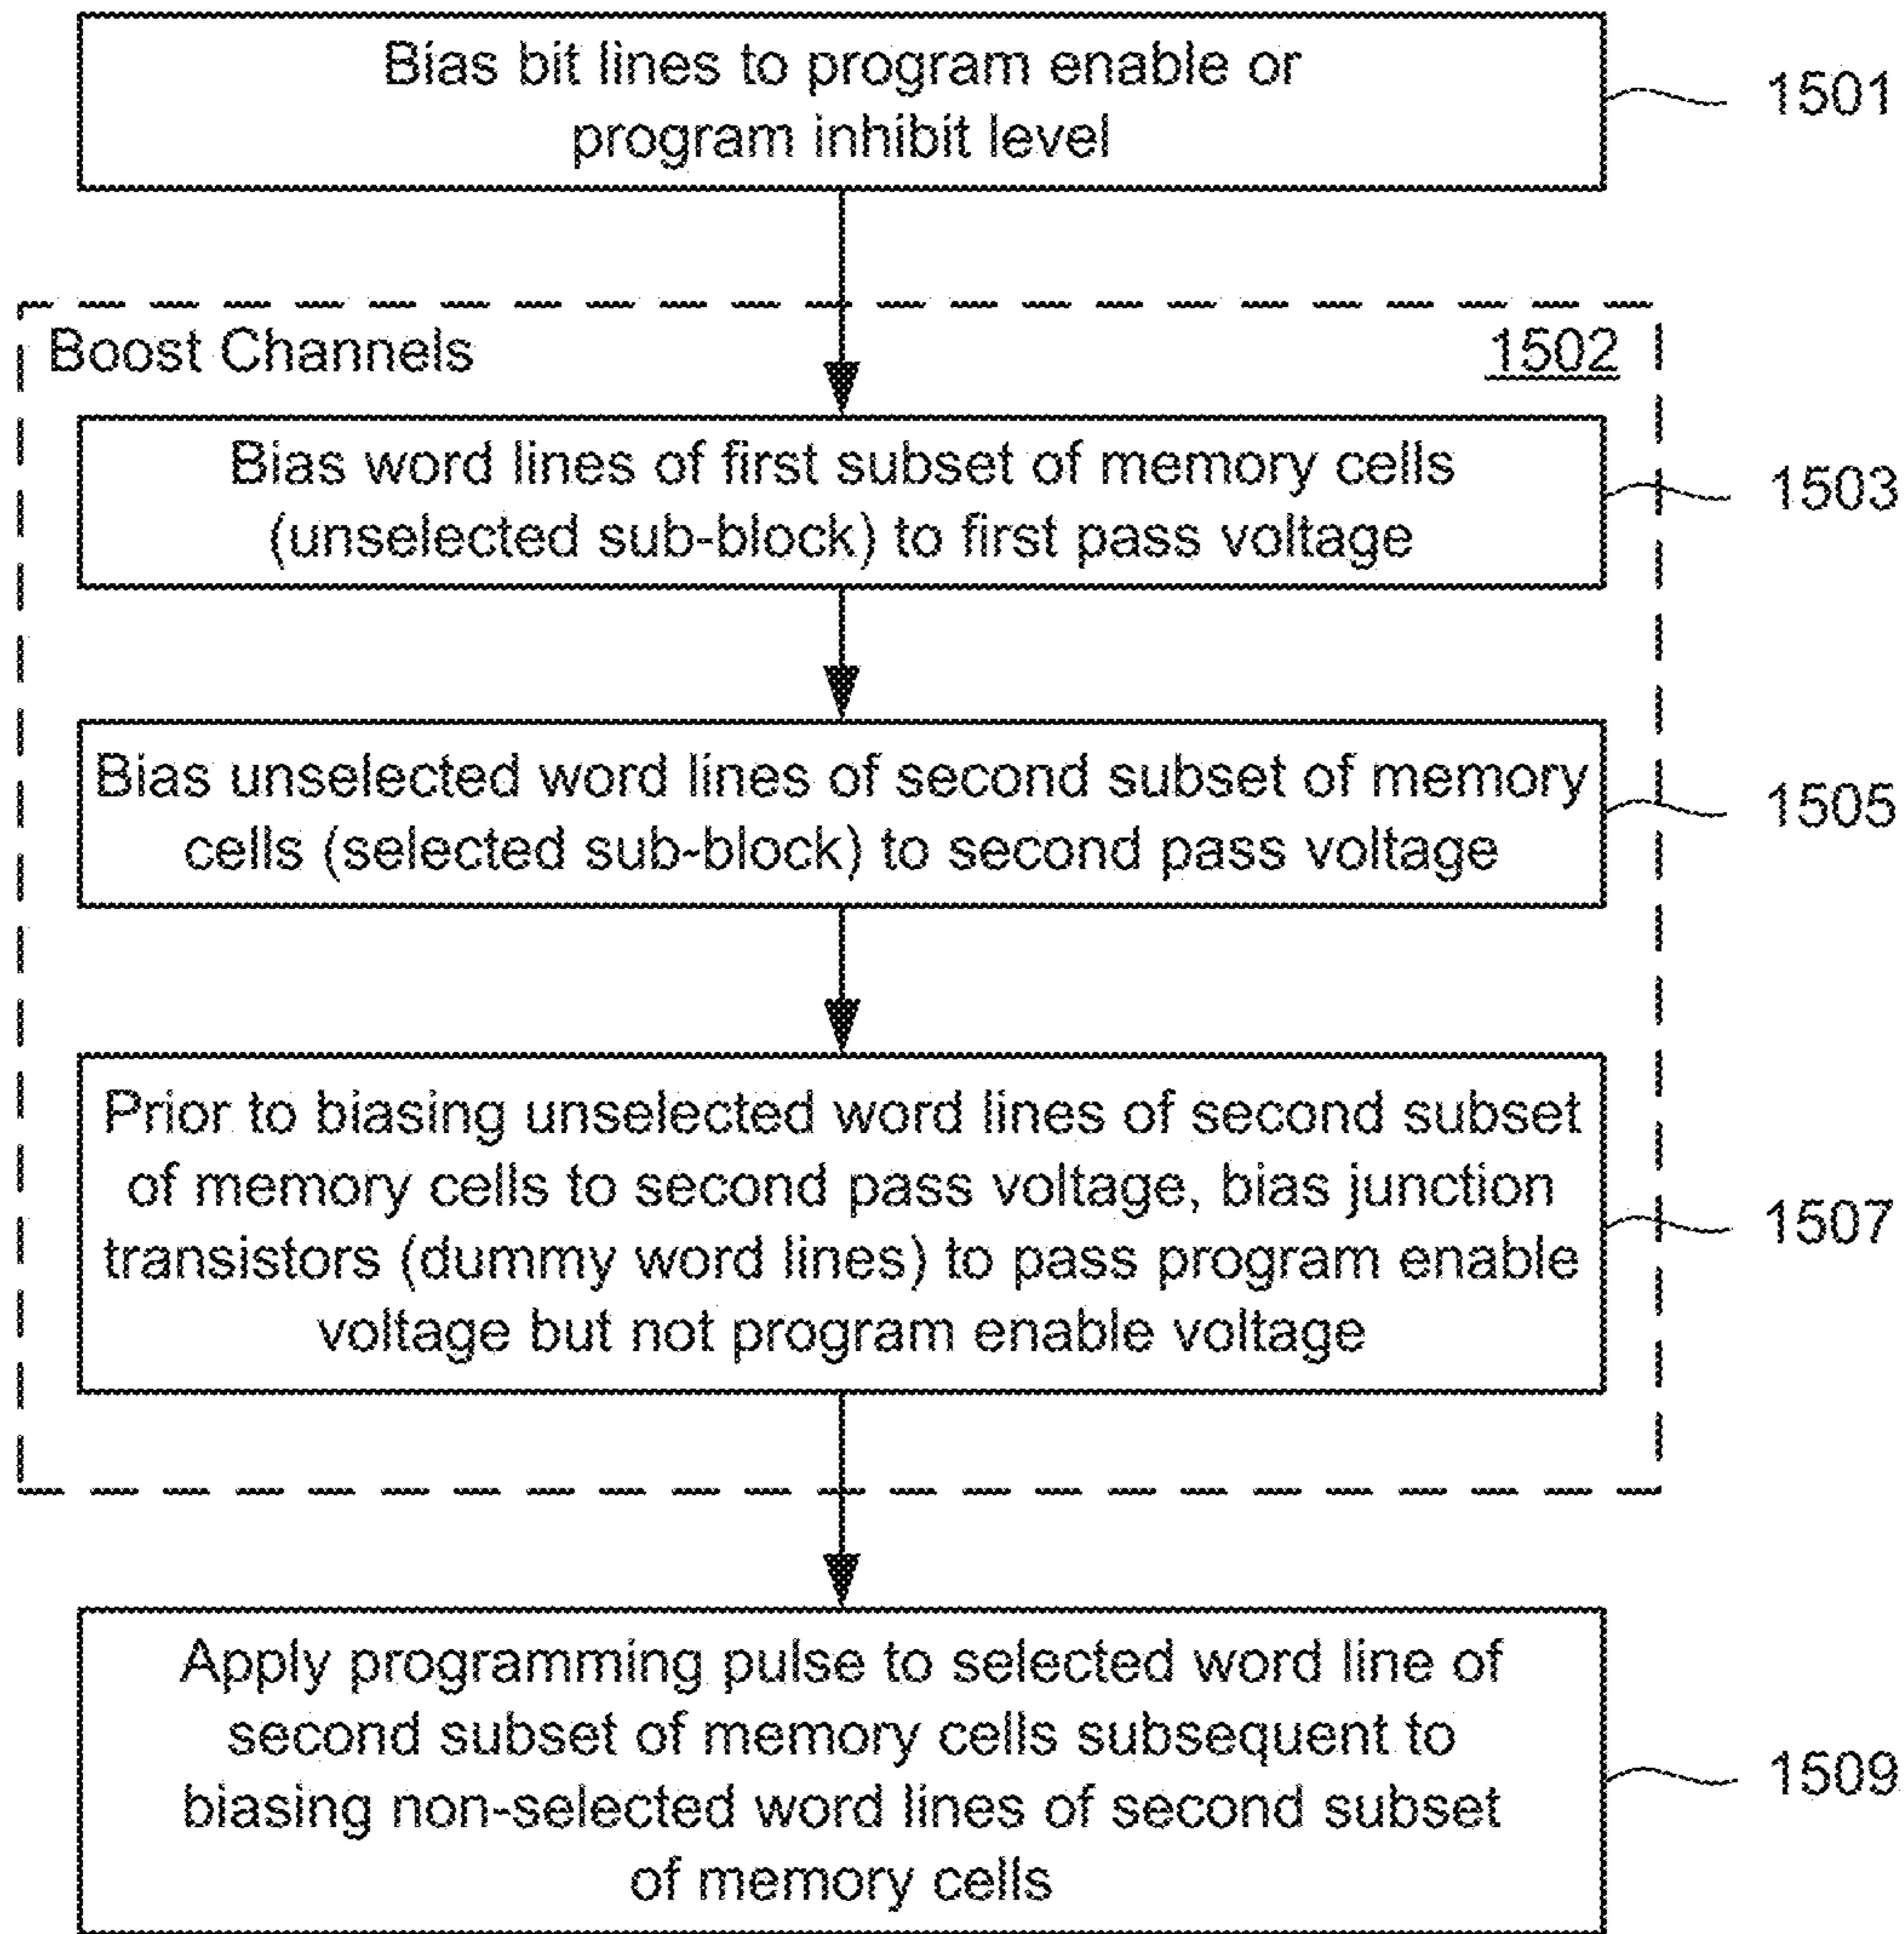 Bias bit lines to program enable or
program inhibit level
1501
Boost Channels
1502
Bias word lines of first subset of memory cells
(unselected sub-block) to first pass voltage
1503
Bias unselected word lines of second subset of memory
cells (selected sub-block) to second pass voltage
1505
Prior to biasing unselected word lines of second subset
of memory cells to second pass voltage, bias junction
transistors (dummy word lines) to pass program enable
voltage but not program enable voltage
1507
Apply programming pulse to selected word line of
second subset of memory cells subsequent to
biasing non-selected word lines of second subset
of memory cells
1509